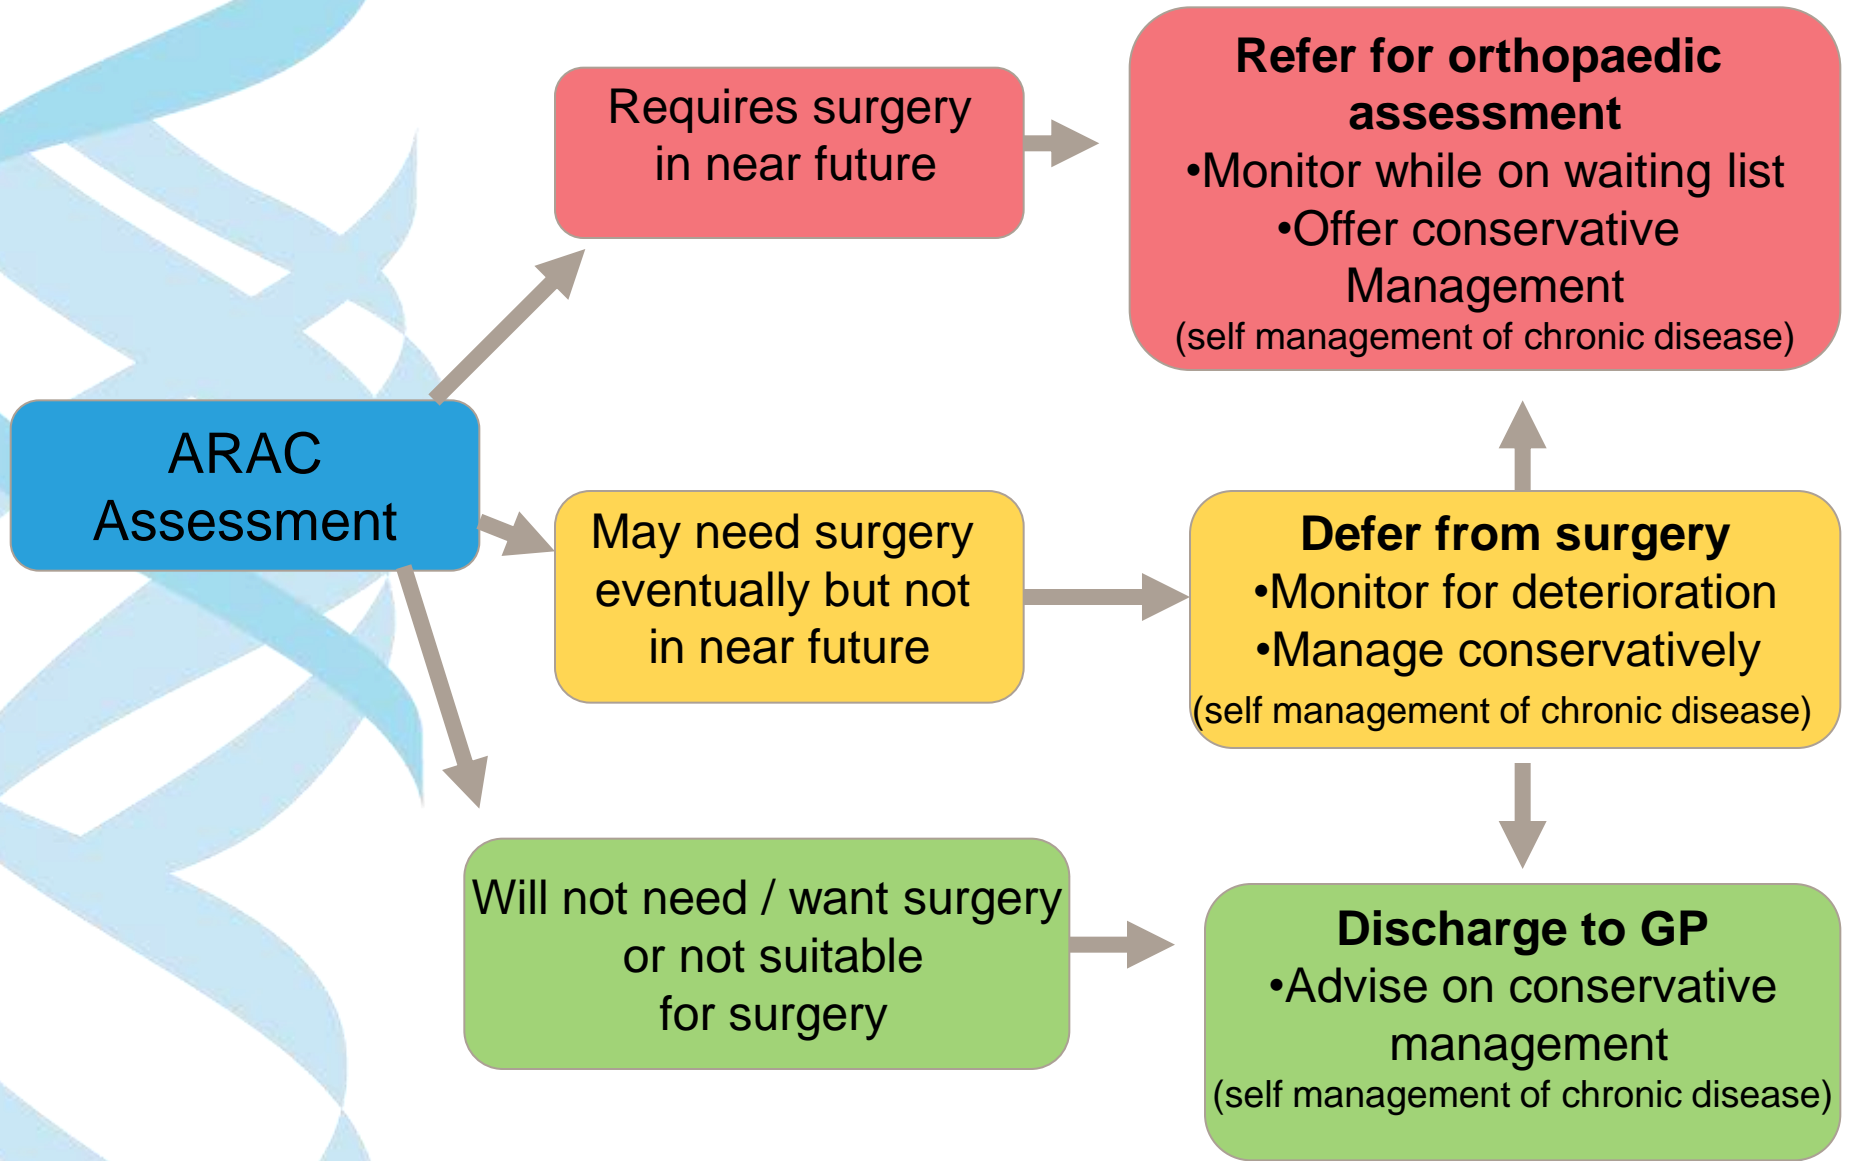 Requires surgery
in near future
Refer for orthopaedic
assessment
•Monitor while on waiting list
•Offer conservative
Management
(self management of chronic disease)
ARAC
Assessment
May need surgery
eventually but not
in near future
Defer from surgery
•Monitor for deterioration
•Manage conservatively
(self management of chronic disease)
Will not need / want surgery
or not suitable
for surgery
Discharge to GP
•Advise on conservative
management
(self management of chronic disease)